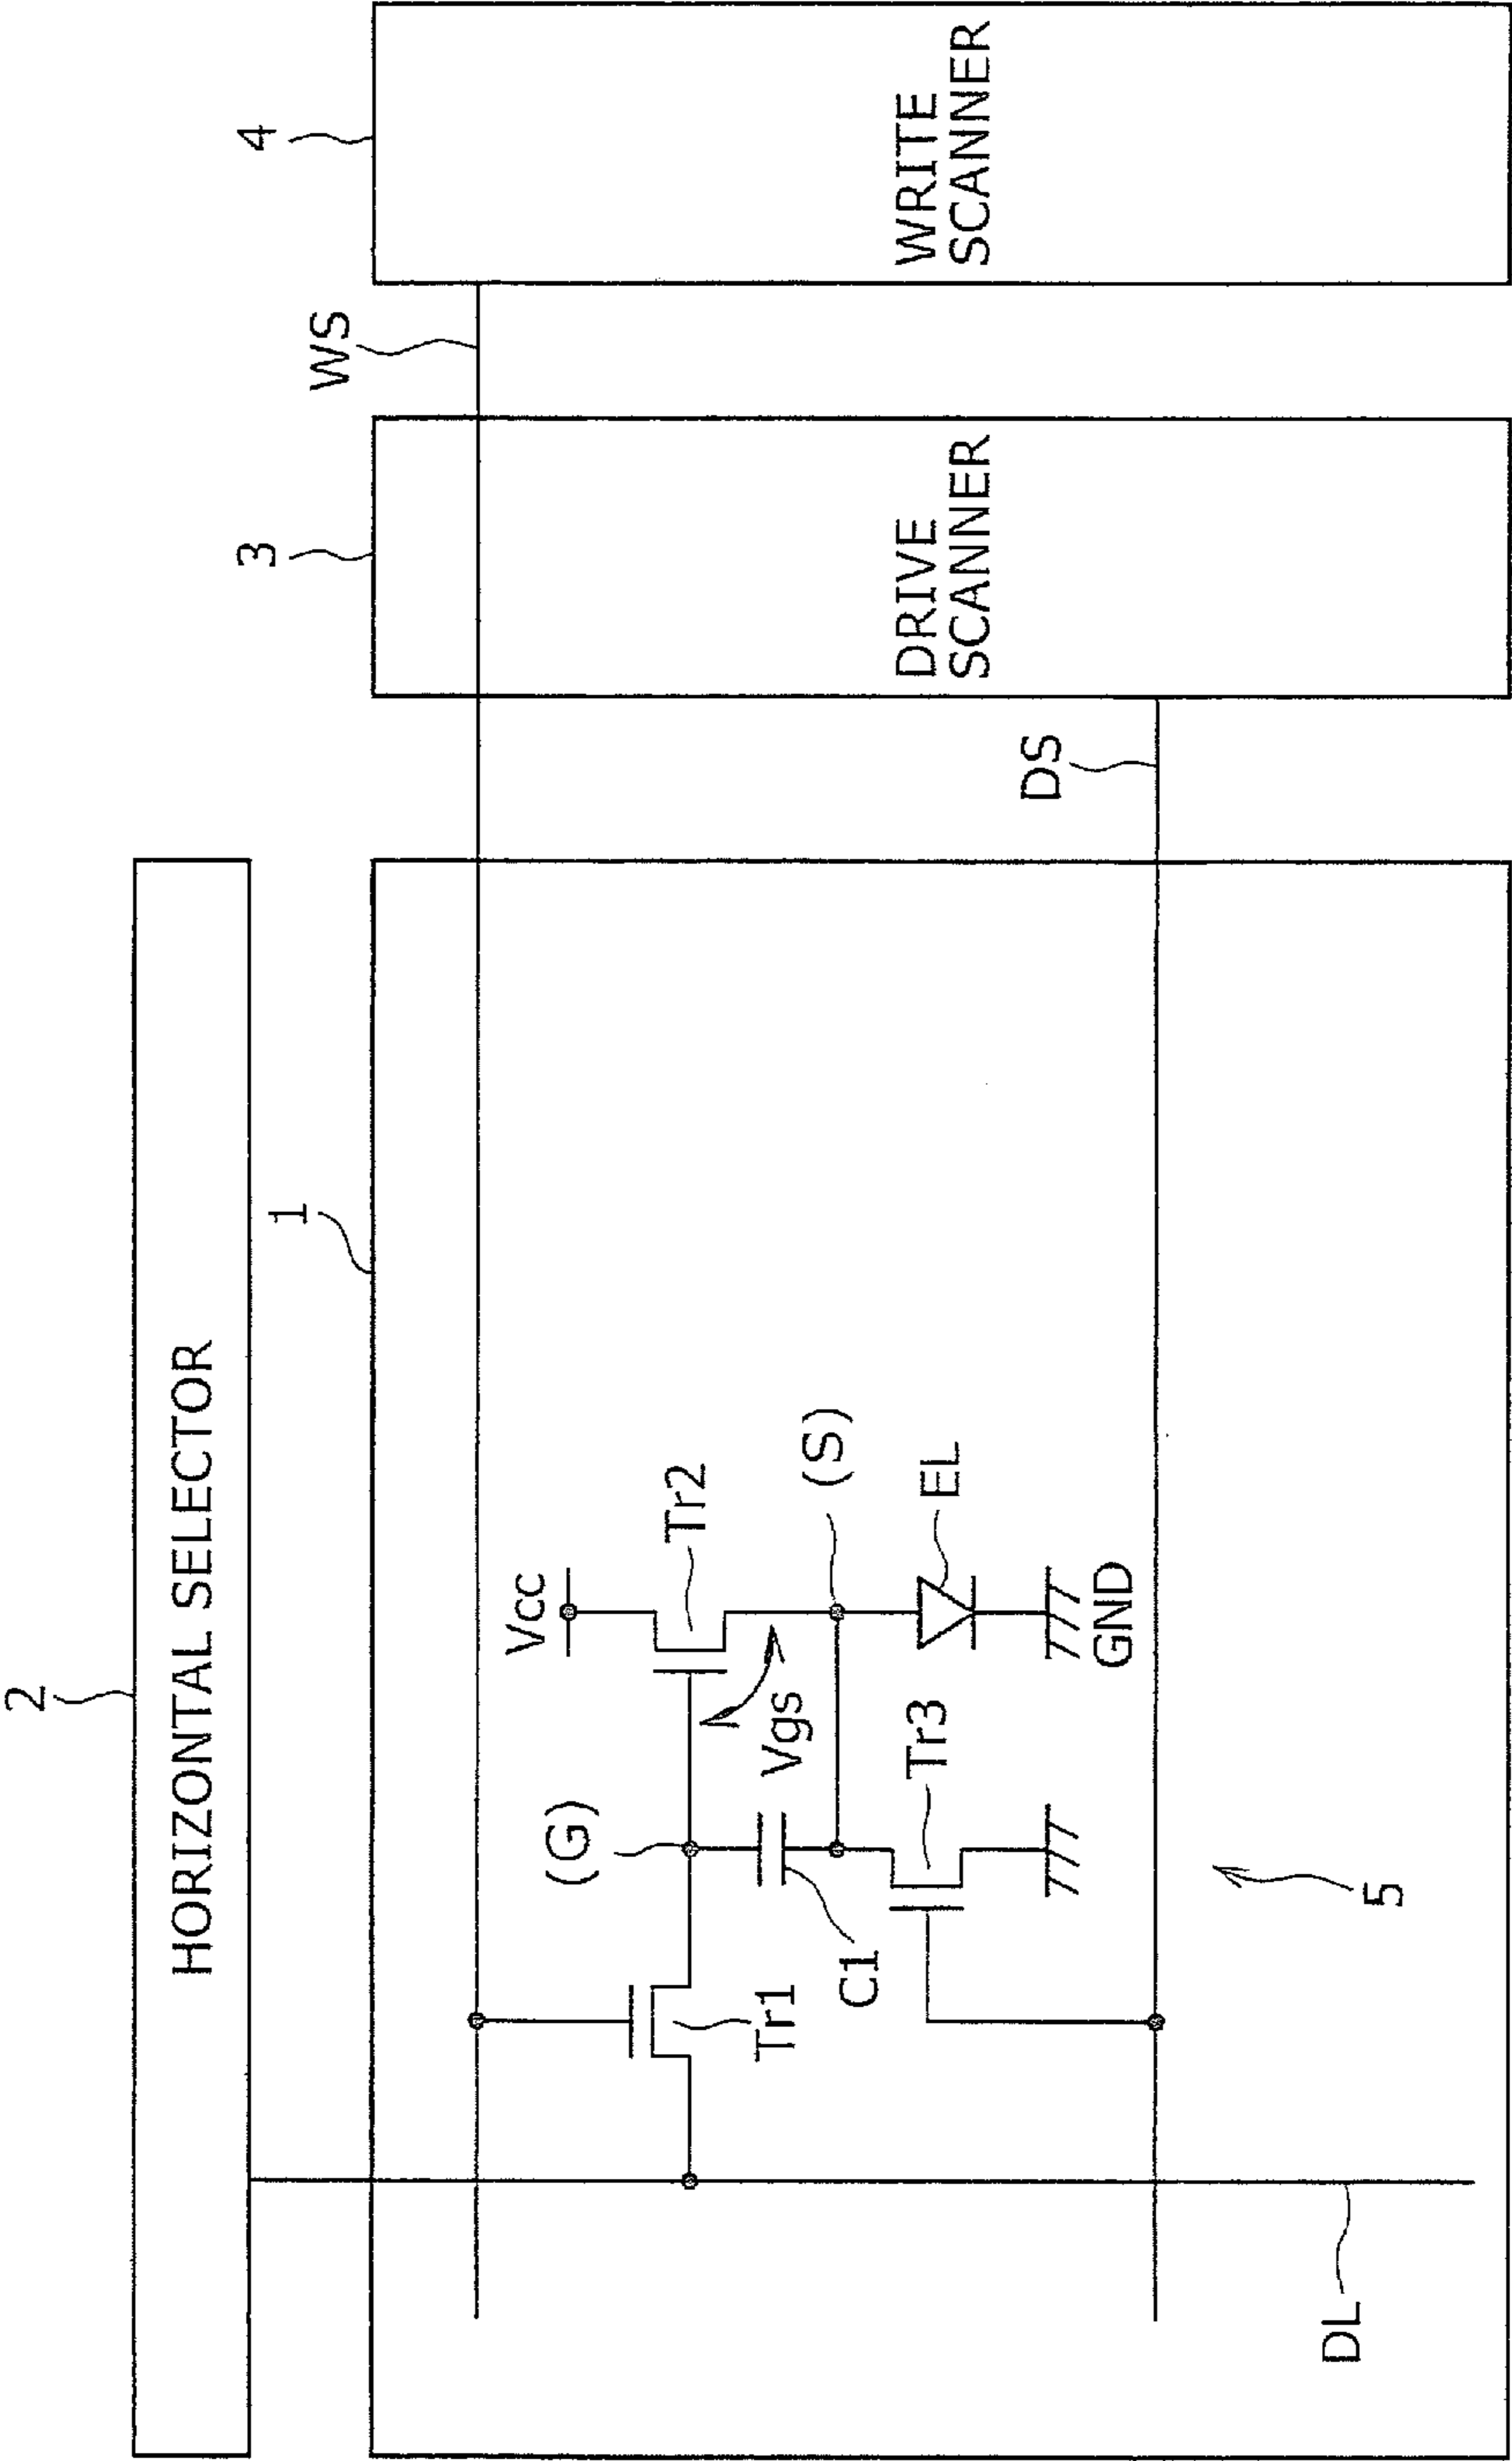 2
HORIZONTAL SELECTOR
1
3
4
WS
Vcc
Tr2
(G)
Vgs
(S)
Tr1
C1
Tr3
EL
GND
DS
DRIVE
SCANNER
WRITE
SCANNER
5
DL